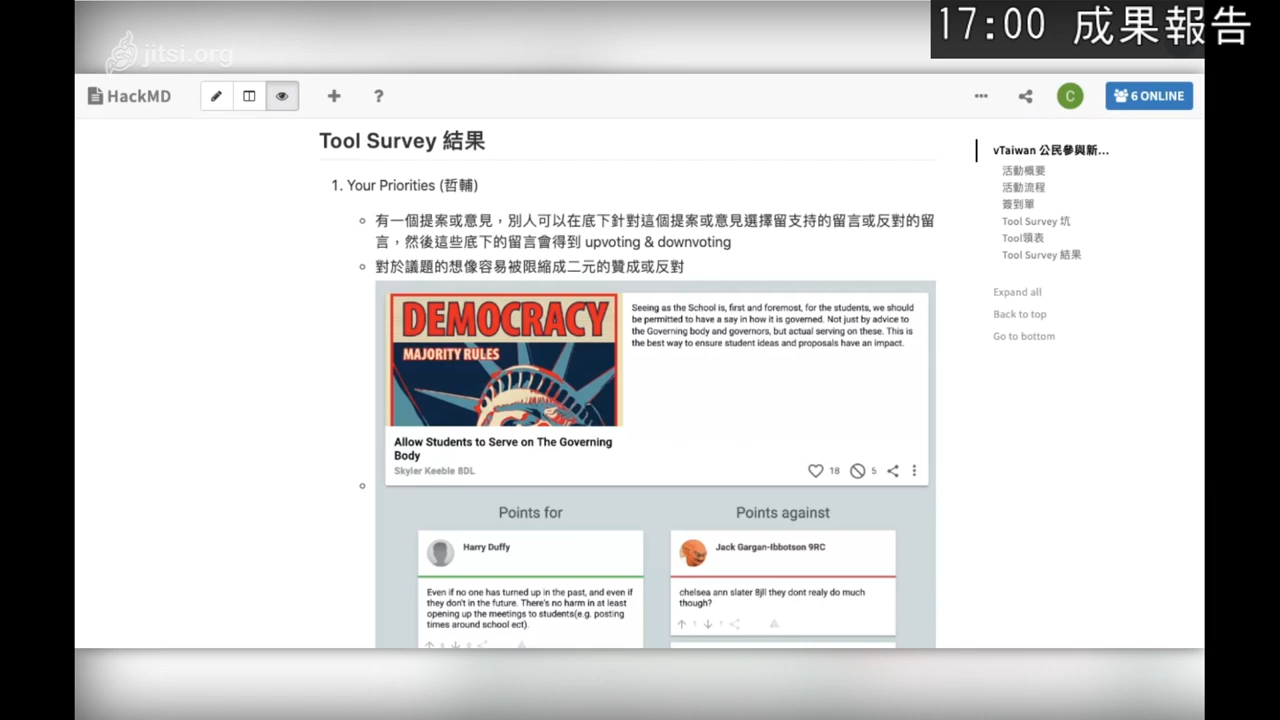 17:00 成果報告
jitsi.org
HackMD
+
?
C
6 ONLINE
Tool Survey 結果
1. Your Priorities (哲輔)
有一個提案或意見，別人可以在底下針對這個提案或意見選擇留支持的留言或反對的留
言，然後這些底下的留言會得到 upvoting & downvoting
對於議題的想像容易被限縮成二元的贊成或反對
DEMOCRACY
MAJORITY RULES
Seeing as the School is, first and foremost, for the students, we should
be permitted to have a say in how it is governed. Not just by advice to
the Governing body and governors, but actual serving on these. This is
the best way to ensure student ideas and proposals have an impact.
Allow Students to Serve on The Governing
Body
Skyler Keeble 8DL
18
5
Points for
Points against
Harry Duffy
Even if no one has turned up in the past, and even if
they don't in the future. There's no harm in at least
opening up the meetings to students(e.g. posting
times around school ect).
Jack Gargan-Ibbotson 9RC
chelsea ann slater 8jll they dont realy do much
though?
1
1
vTaiwan 公民參與新...
活動概要
活動流程
簽到單
Tool Survey 坑
Tool領表
Tool Survey 結果
Expand all
Back to top
Go to bottom